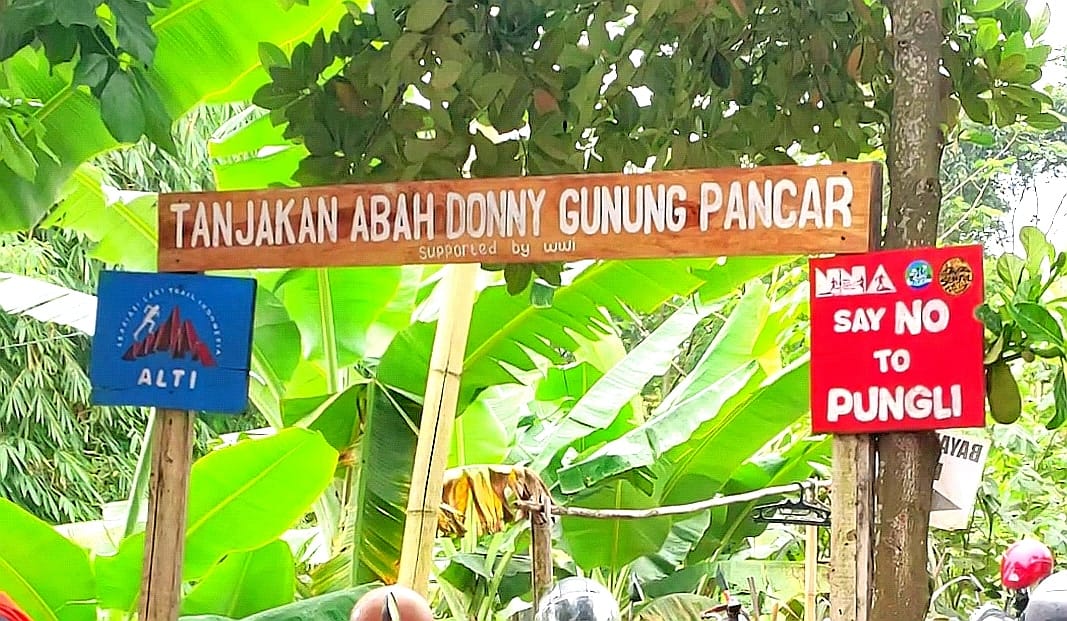 TANJAKAN ABAH DONNY GUNUNG PANCAR
supported by wwi
ALTI
SAY NO
TO
PUNGLI